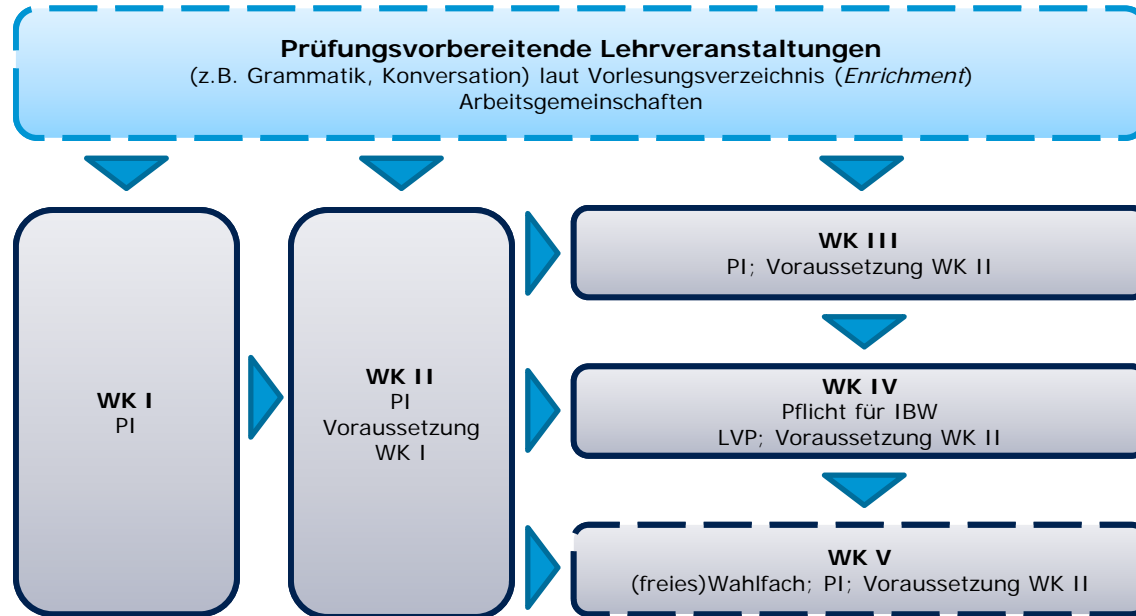 Prüfungsvorbereitende Lehrveranstaltungen
(z.B. Grammatik, Konversation) laut Vorlesungsverzeichnis (Enrichment)
Arbeitsgemeinschaften
WK I
PI
WK II
PI
Voraussetzung
WK I
WK III
PI; Voraussetzung WK II
WK IV
Pflicht für IBW
LVP; Voraussetzung WK II
WK V
(freies)Wahlfach; PI; Voraussetzung WK II